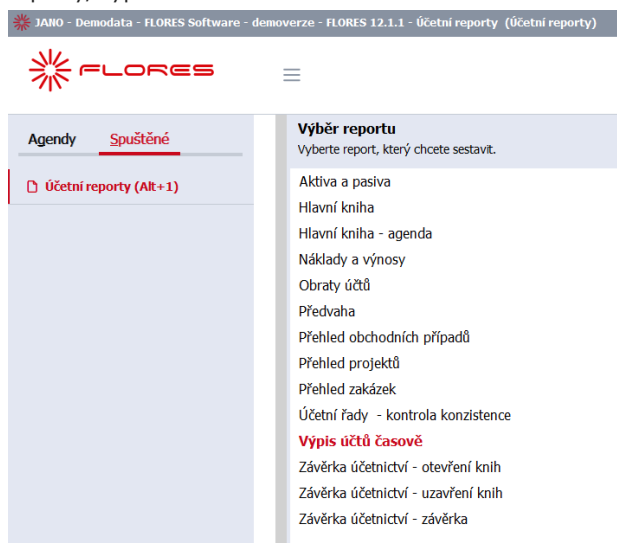 JANO - Demodata - FLORES Software - demoverze - FLORES 12.1.1 - Účetní reporty (Účetní reporty)
FLORES
Agendy Spuštěné
Účetní reporty (Alt+1)
Výběr reportu
Vyberte report, který chcete sestavit.
Aktiva a pasiva
Hlavní kniha
Hlavní kniha - agenda
Náklady a výnosy
Obraty účtů
Předvaha
Přehled obchodních případů
Přehled projektů
Přehled zakázek
Účetní řady - kontrola konzistence
Výpis účtů časově
Závěrka účetnictví - otevření knih
Závěrka účetnictví - uzavření knih
Závěrka účetnictví - závěrka